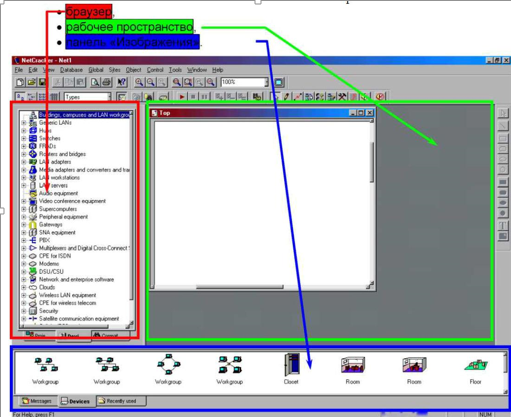 • браузер,
• рабочее пространство,
• панель «Изображения».
NetCracker - Net1
File Edit View Database Global Sites Object Control Tools Window Help
100%
Types
Top
Buildings, campuses and LAN workgrou
Generic LANs
Hubs
Switches
FRADs
Routers and bridges
LAN adapters
Media adapters and converters and tra
LAN workstations
LAN servers
Audio equipment
Video conference equipment
Supercomputers
Peripheral equipment
Gateways
SNA equipment
PBX
Multiplexers and Digital Cross-Connect S
CPE for ISDN
Modems
DSU/CSU
Network and enterprise software
Clouds
Wireless LAN equipment
CPE for wireless telecom
Security
Satellite communication equipment
Workgroup Workgroup Workgroup Workgroup Closet Room Room Floor
Messages Devices Recently used
For Help, press F1 NUM